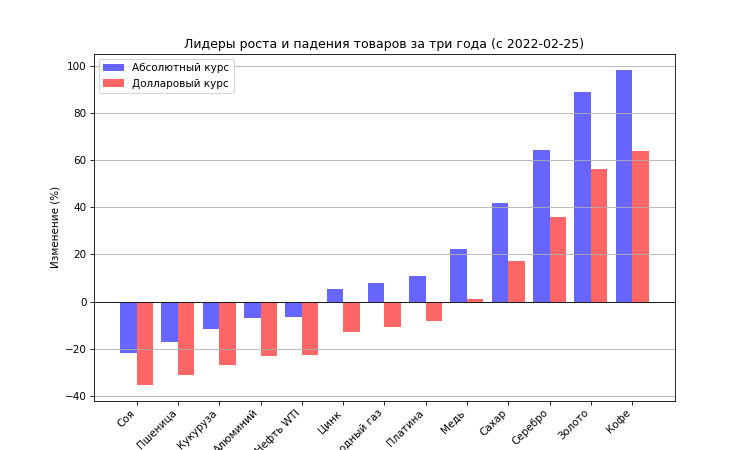 Лидеры роста и падения товаров за три года (с 2022-02-25)
Абсолютный курс
Долларовый курс
Изменение (%)
100
80
60
40
20
0
−20
−40
Соя
Пшеница
Кукуруза
Алюминий
Нефть WTI
Цинк
газ
Платина
Медь
Сахар
Серебро
Золото
Кофе